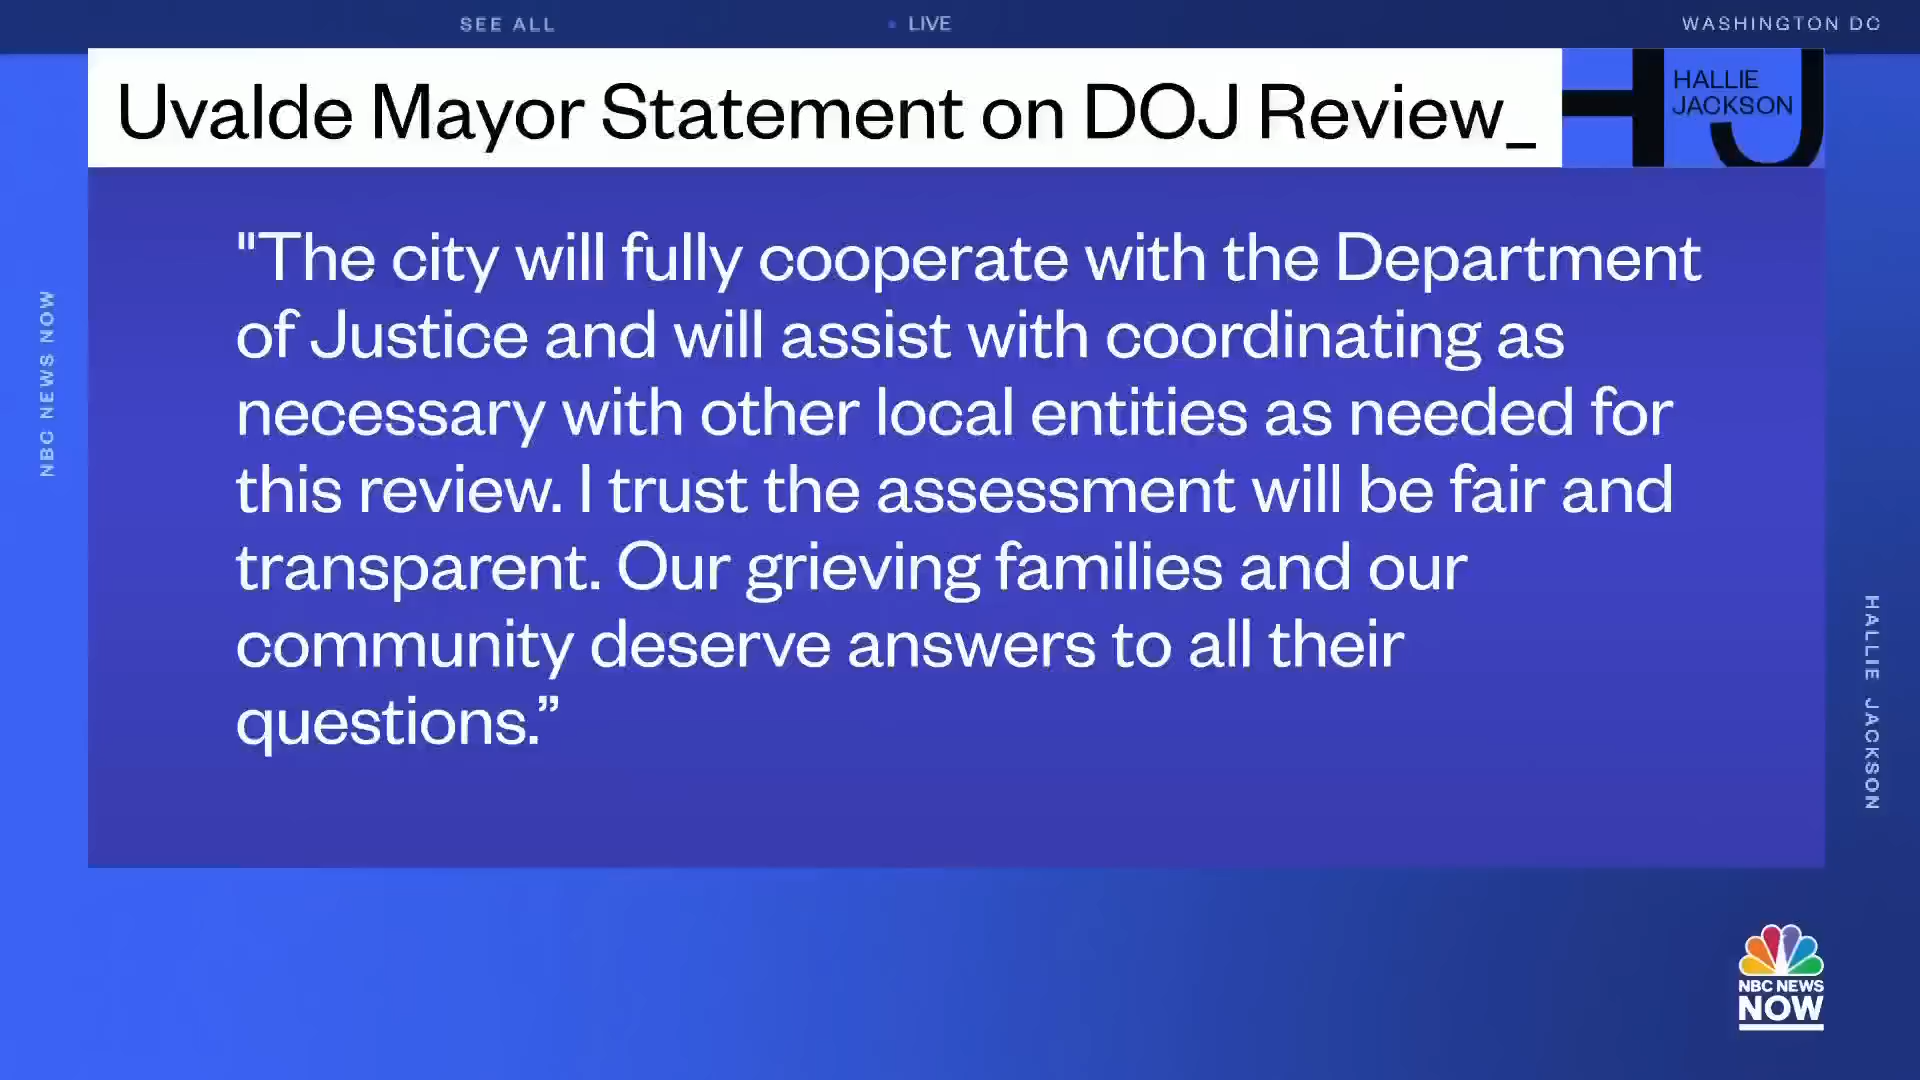 SEE ALL
LIVE
WASHINGTON DC
Uvalde Mayor Statement on DOJ Review_
HALLIE
JACKSON
HJ
"The city will fully cooperate with the Department
of Justice and will assist with coordinating as
necessary with other local entities as needed for
this review. I trust the assessment will be fair and
transparent. Our grieving families and our
community deserve answers to all their
questions.”
NBC NEWS NOW
HALLIE JACKSON
NBC NEWS
NOW